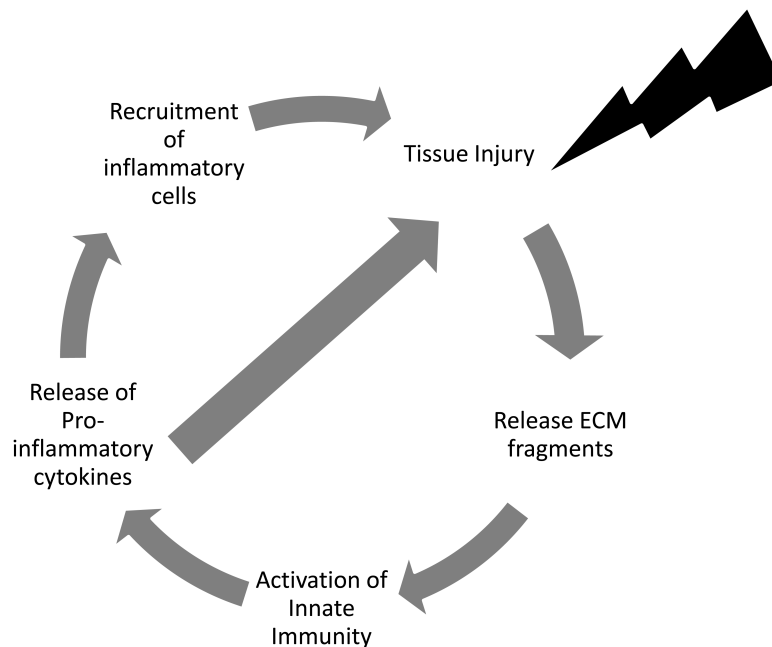 Recruitment
of
inflammatory
cells
Tissue Injury
Release ECM
fragments
Activation of
Innate
Immunity
Release of
Pro-
inflammatory
cytokines